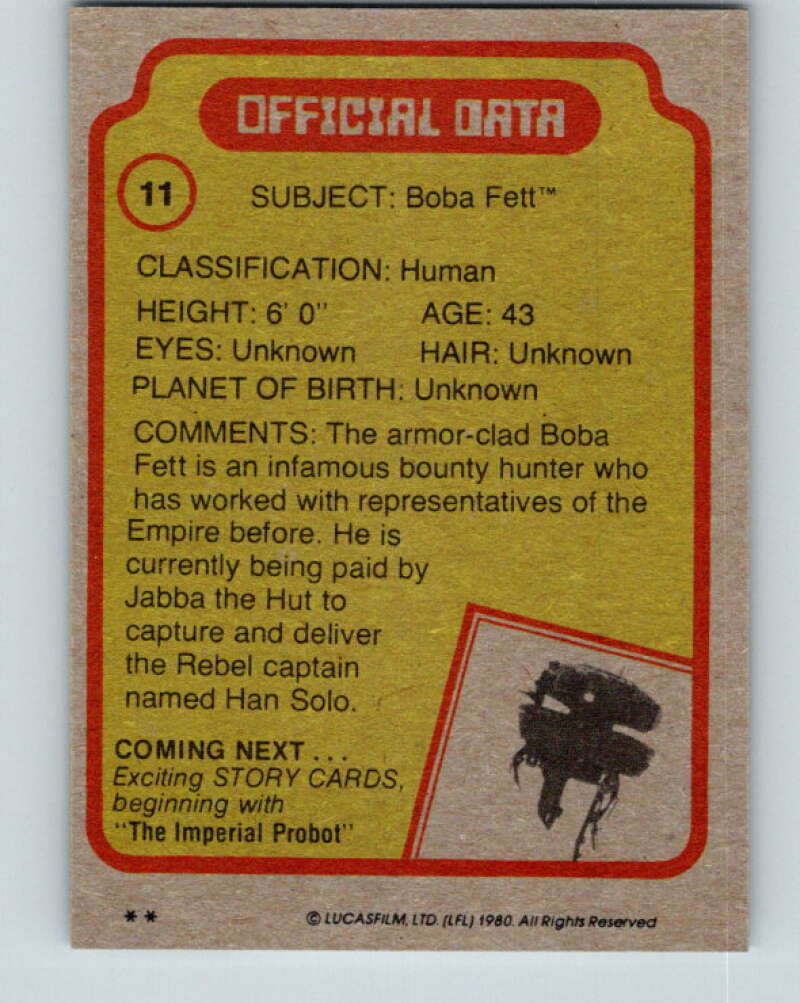 OFFICIAL DATA
11
SUBJECT: Boba Fett™
CLASSIFICATION: Human
HEIGHT: 6' 0" AGE: 43
EYES: Unknown HAIR: Unknown
PLANET OF BIRTH: Unknown
COMMENTS: The armor-clad Boba
Fett is an infamous bounty hunter who
has worked with representatives of the
Empire before. He is
currently being paid by
Jabba the Hut to
capture and deliver
the Rebel captain
named Han Solo.
COMING NEXT . . .
Exciting STORY CARDS,
beginning with
"The Imperial Probot"
** © LUCASFILM, LTD. (LFL) 1980. All Rights Reserved